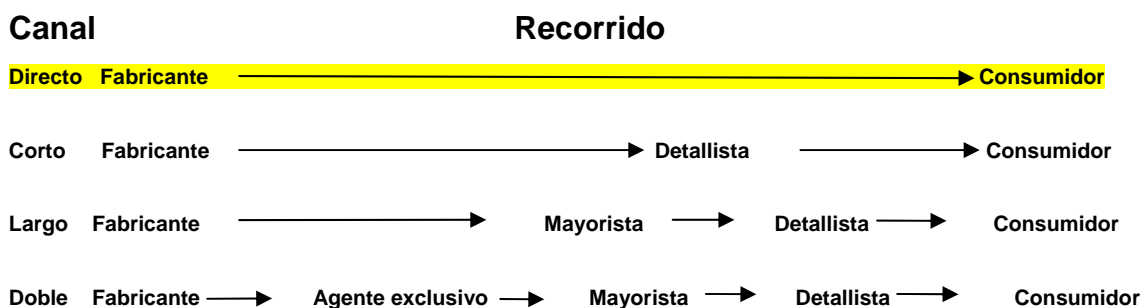 Canal Recorrido
Directo Fabricante Consumidor
Corto Fabricante Detallista Consumidor
Largo Fabricante Mayorista Detallista Consumidor
Doble Fabricante Agente exclusivo Mayorista Detallista Consumidor